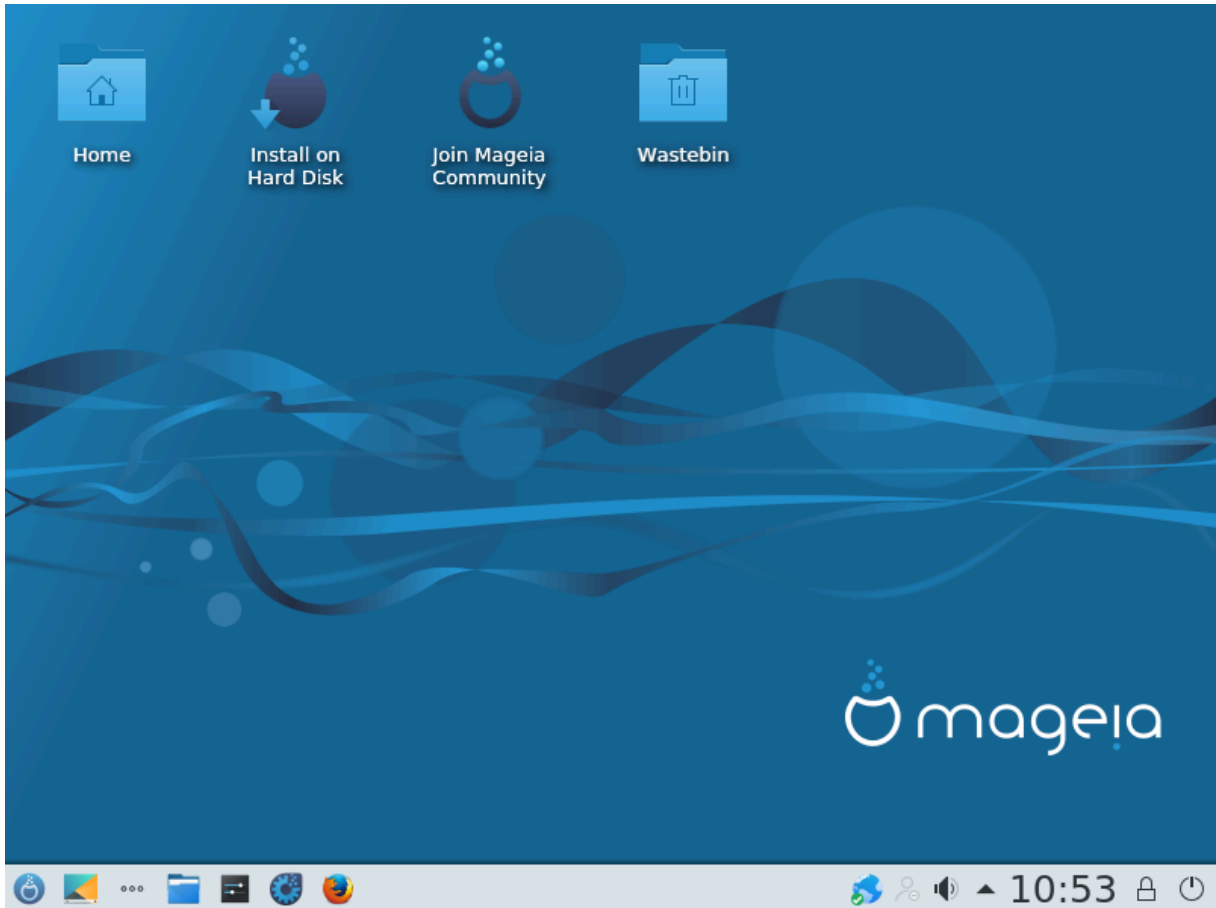 Home
Install on
Hard Disk
Join Mageia
Community
Wastebin
mageia
10:53